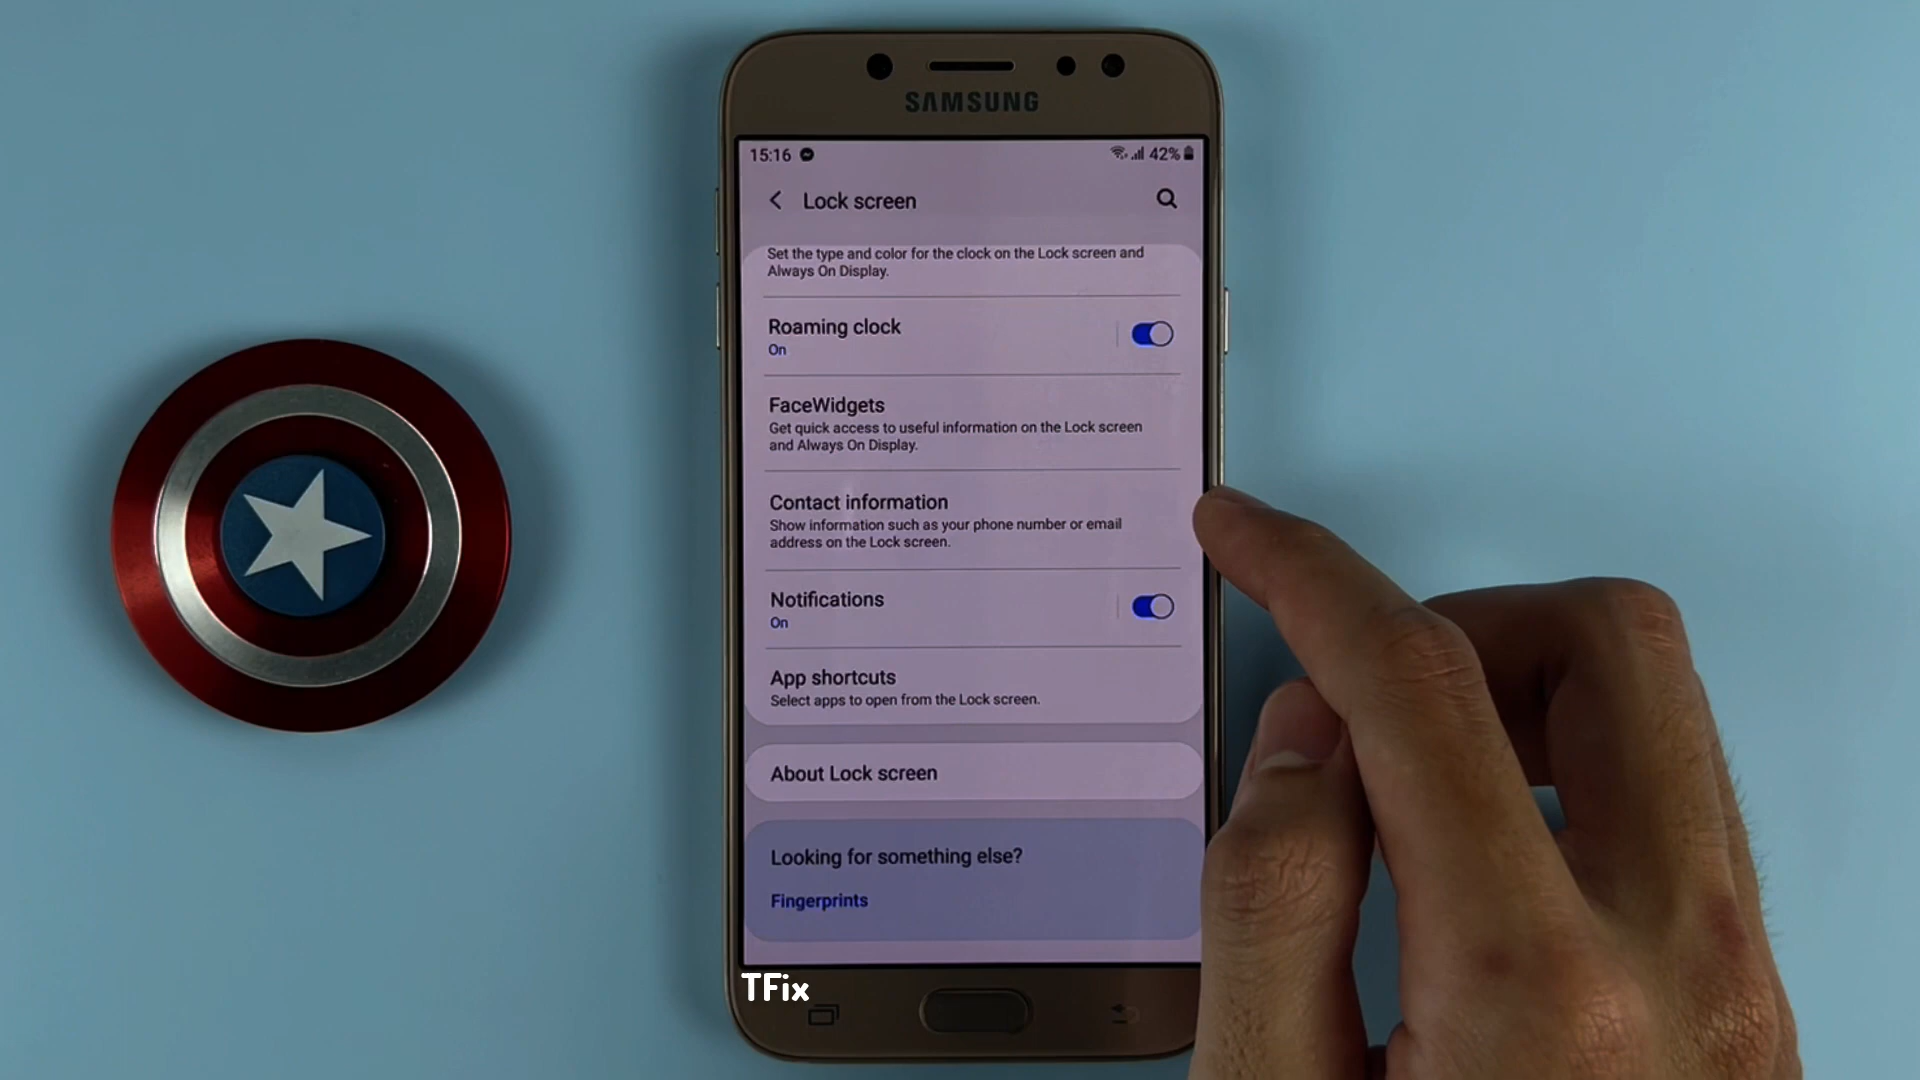 SAMSUNG
15:16
42%
Lock screen
Set the type and color for the clock on the Lock screen and
Always On Display.
Roaming clock
On
FaceWidgets
Get quick access to useful information on the Lock screen
and Always On Display.
Contact information
Show information such as your phone number or email
address on the Lock screen.
Notifications
On
App shortcuts
Select apps to open from the Lock screen.
About Lock screen
Looking for something else?
Fingerprints
TFix